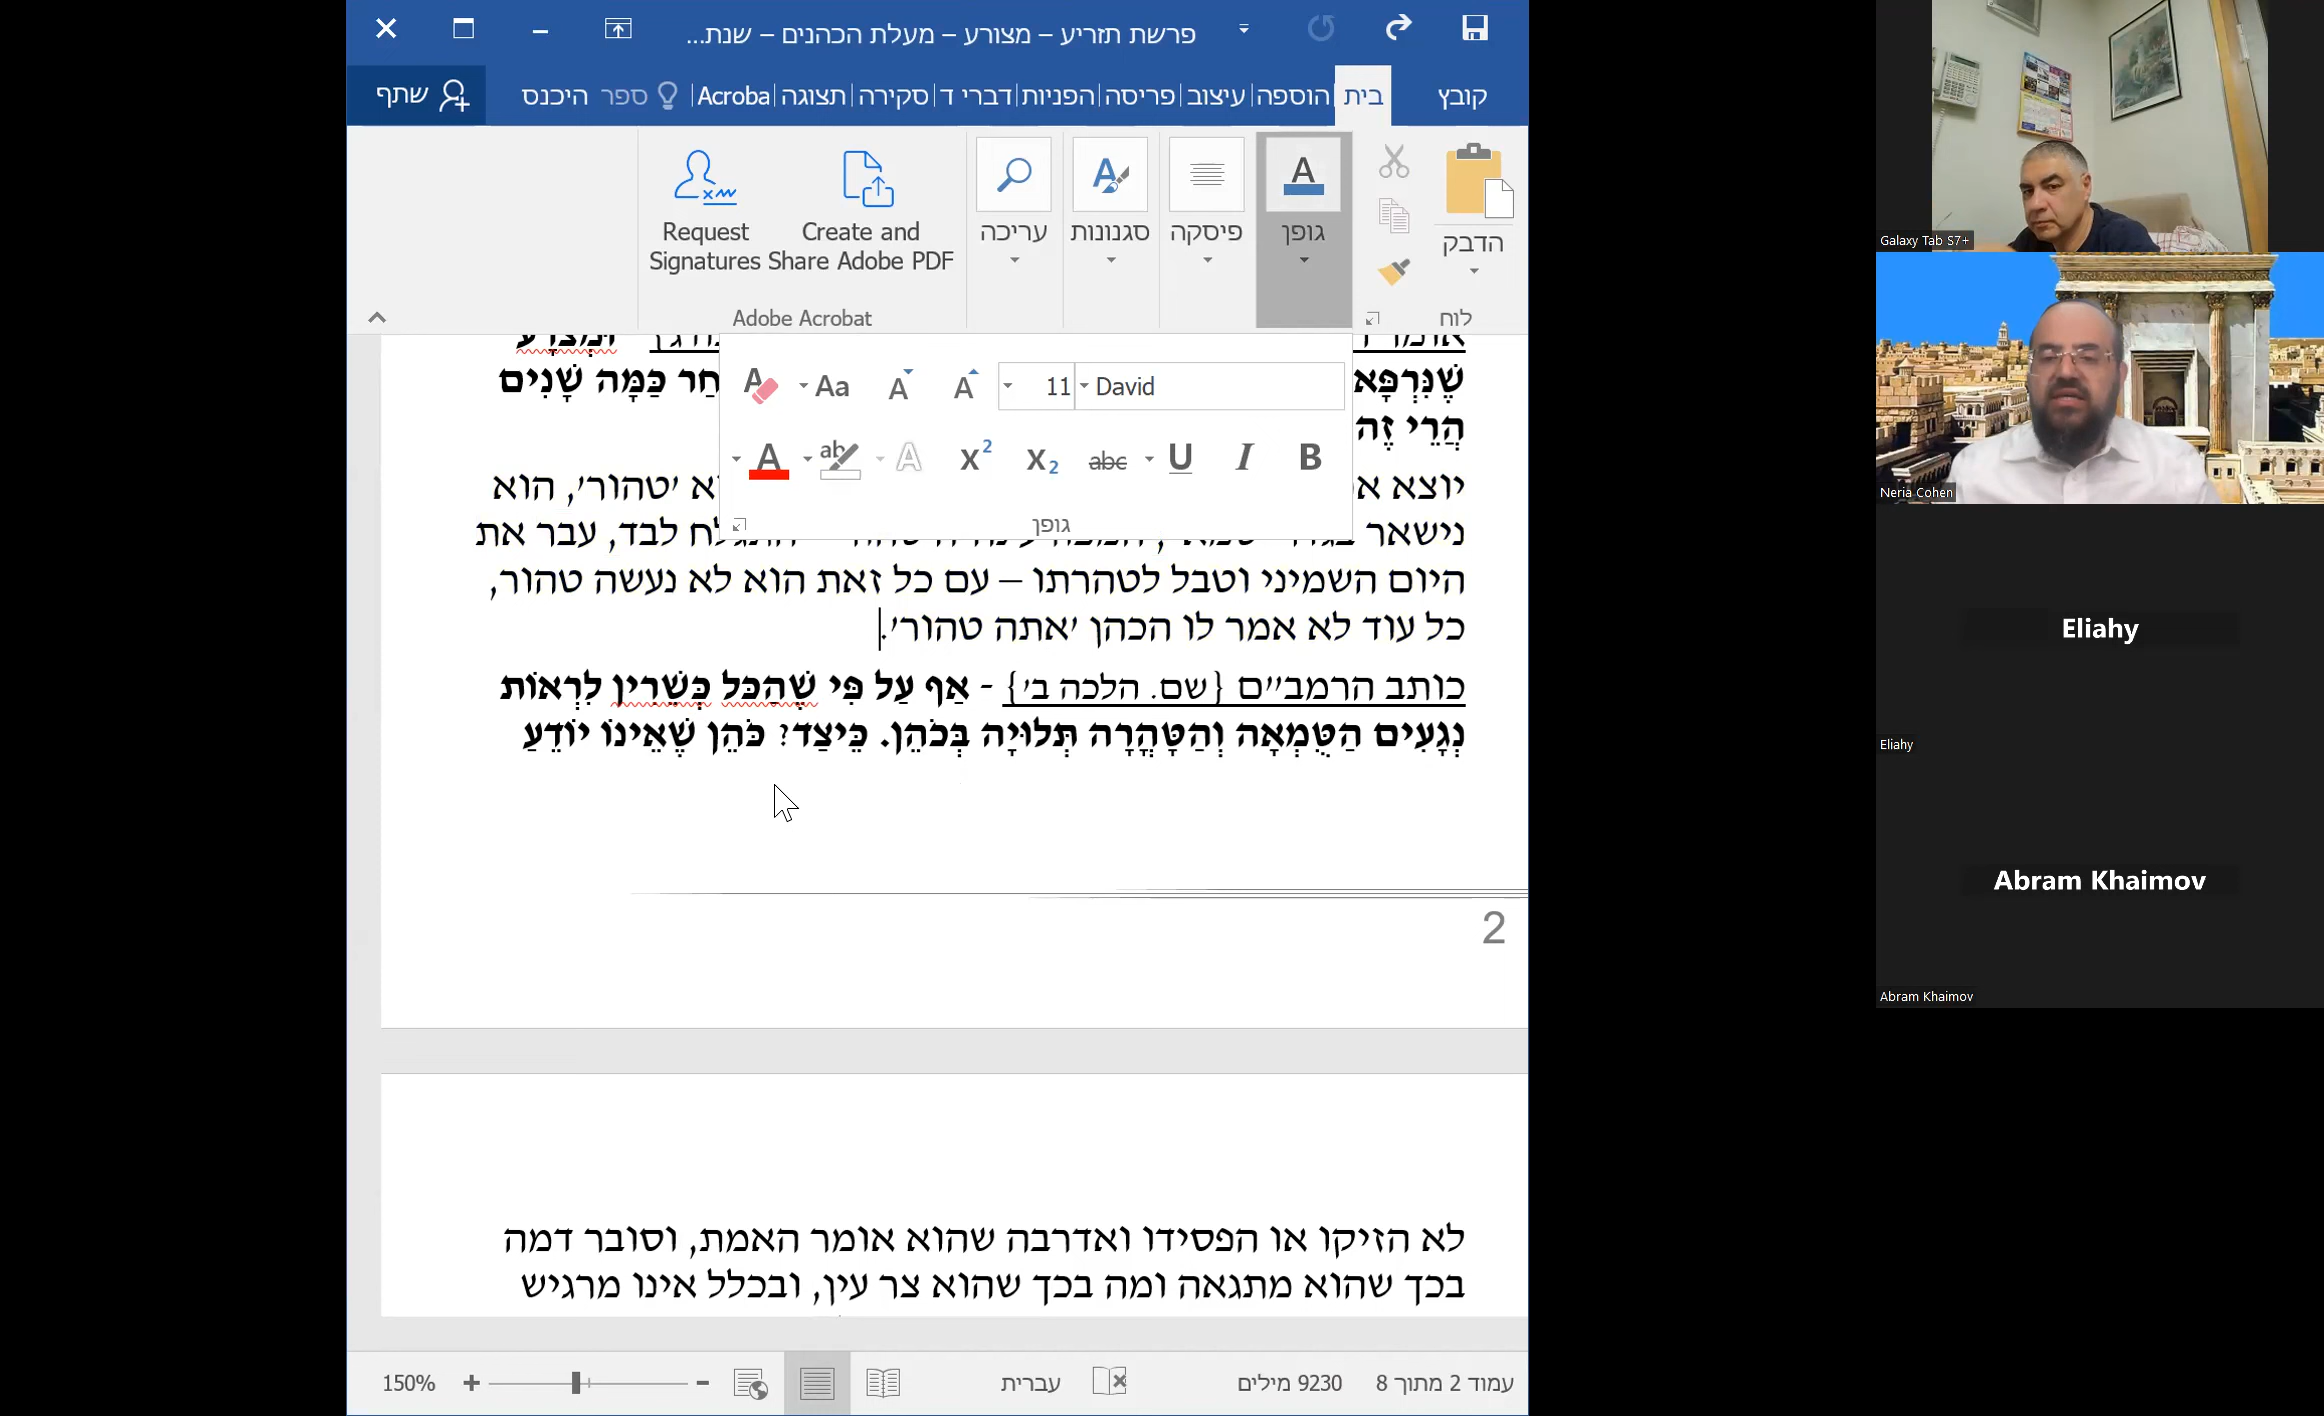 פרשת תזריע – מצורע – מעלת הכהנים – שנת...
קובץ
בית
הוספה
עיצוב
פריסה
הפניות
דברי ד
סקירה
תצוגה
Acroba
ספר
היכנס
שתף
הדבק
לוח
גופן
פיסקה
סגנונות
עריכה
Create and Share Adobe PDF
Request Signatures
Adobe Acrobat
David
11
Aa
abc
גופן
שֶׁנִּרְפָּא חַר כַּמָּה שָׁנִים
הֲרֵי זֶה
יוצא 'טהור', הוא
נישאר לבד, עבר את
היום השמיני וטבל לטהרתו – עם כל זאת הוא לא נעשה טהור,
כל עוד לא אמר לו הכהן 'אתה טהור'.
כותב הרמב''ם {שם. הלכה ב'} - אַף עַל פִּי שֶׁהַכֹּל כְּשֵׁרִין לִרְאוֹת
נְגָעִים הַטֻּמְאָה וְהַטָּהֳרָה תְּלוּיָה בְּכֹהֵן. כֵּיצַד? כֹּהֵן שֶׁאֵינוֹ יוֹדֵעַ
2
לא הזיקו או הפסידו ואדרבה שהוא אומר האמת, וסובר דמה
בכך שהוא מתגאה ומה בכך שהוא צר עין, ובכלל אינו מרגיש
עמוד 2 מתוך 8
9230 מילים
עברית
150%
Galaxy Tab S7+
Neria Cohen
Eliahy
Eliahy
Abram Khaimov
Abram Khaimov